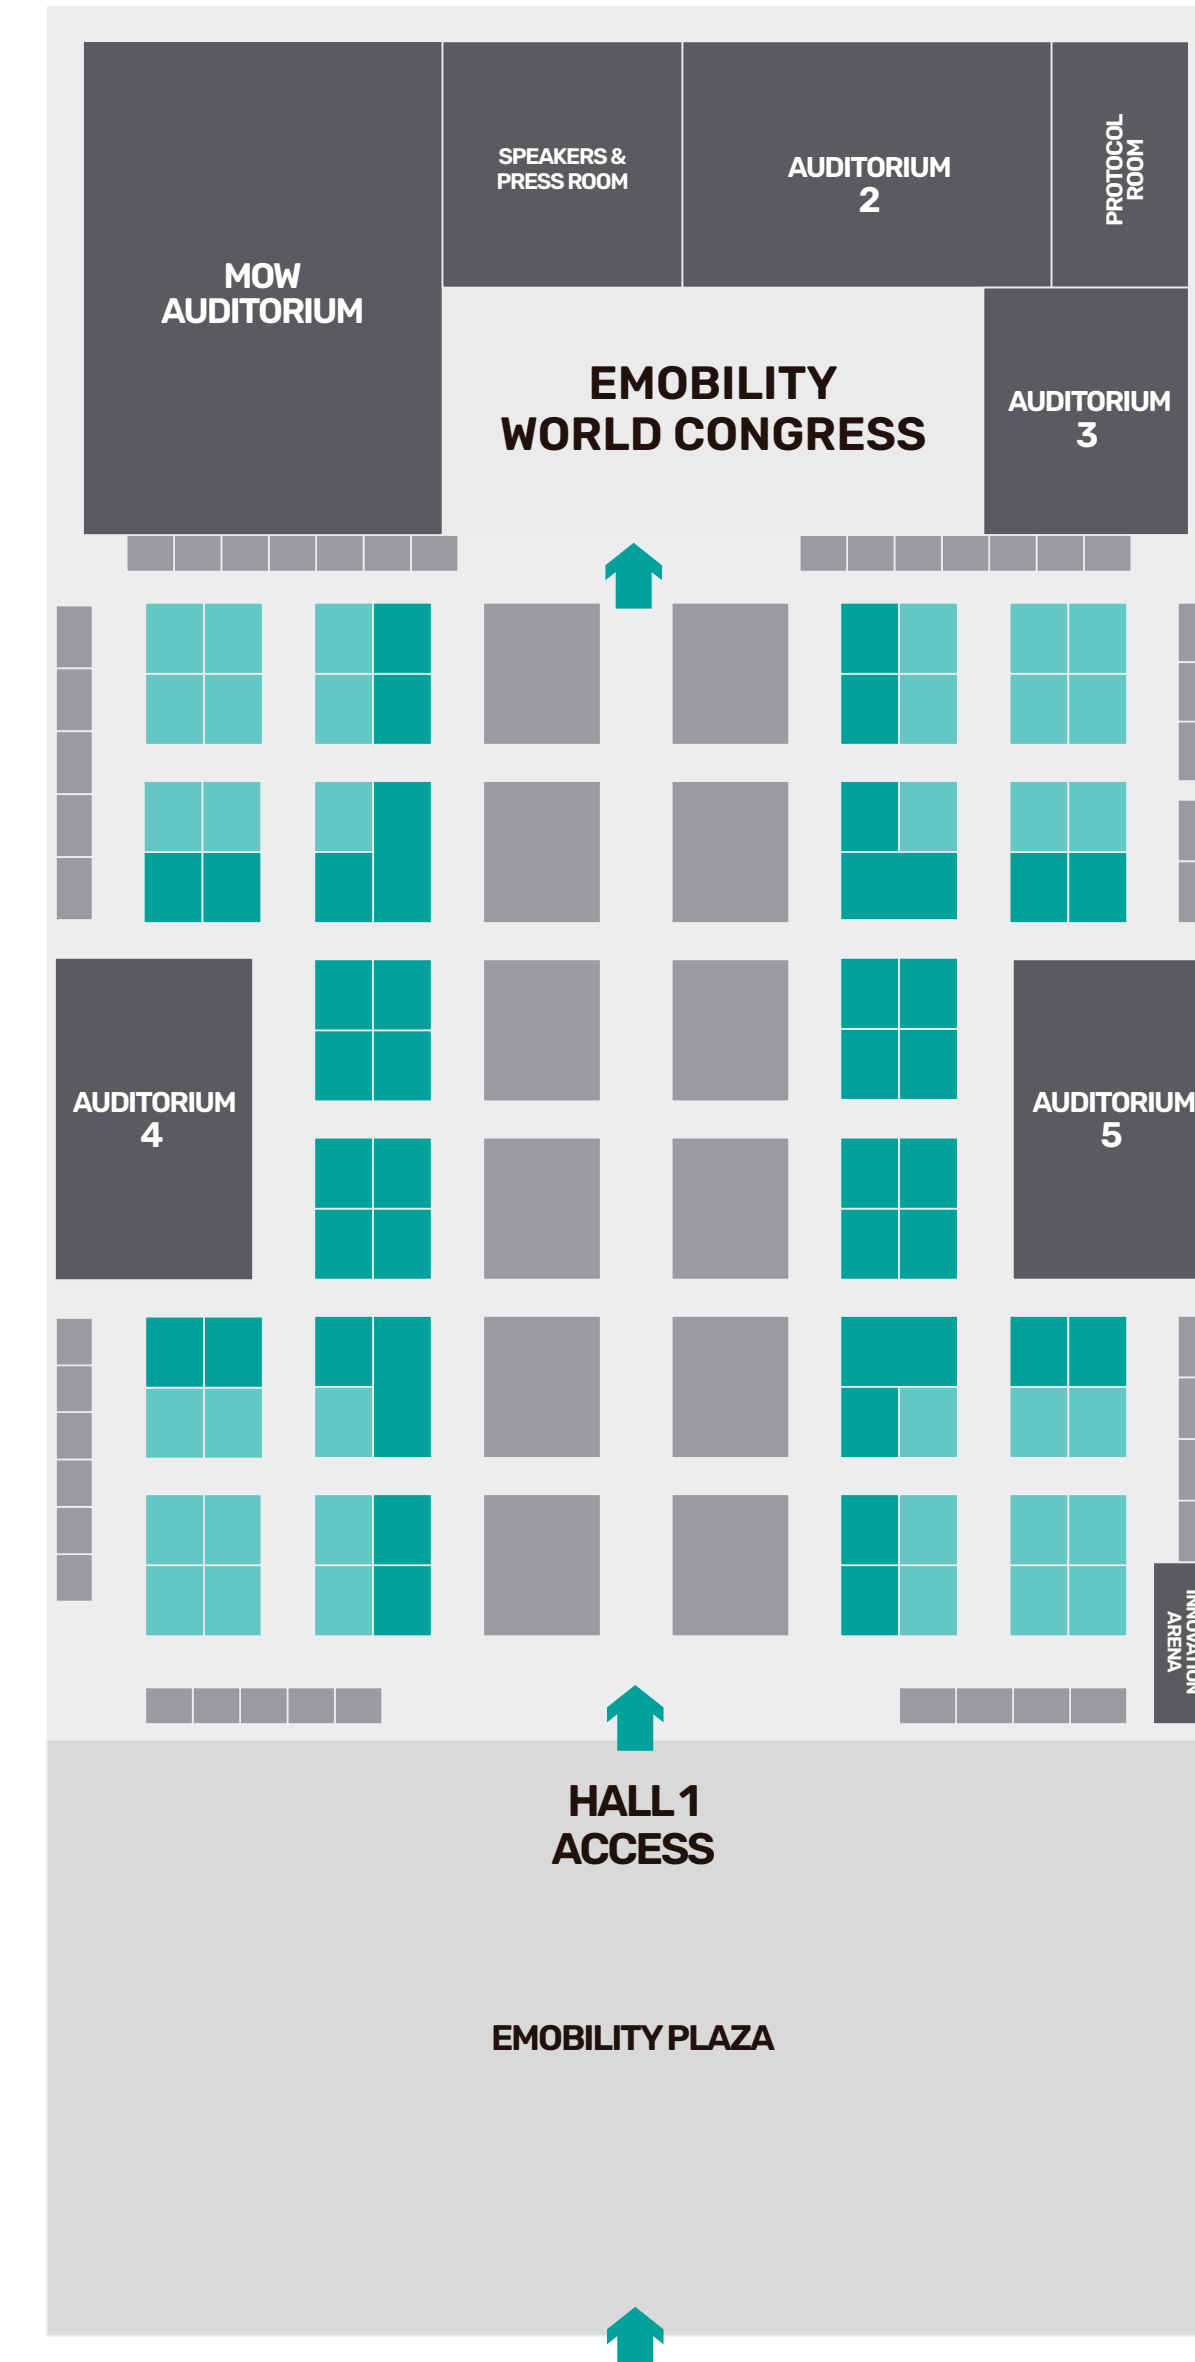 SPEAKERS &
PRESS ROOM
AUDITORIUM
2
PROTOCOL
ROOM
MOW
AUDITORIUM
EMOBILITY
WORLD CONGRESS
AUDITORIUM
3
AUDITORIUM
4
AUDITORIUM
5
INNOVATION
ARENA
HALL 1
ACCESS
EMOBILITY PLAZA